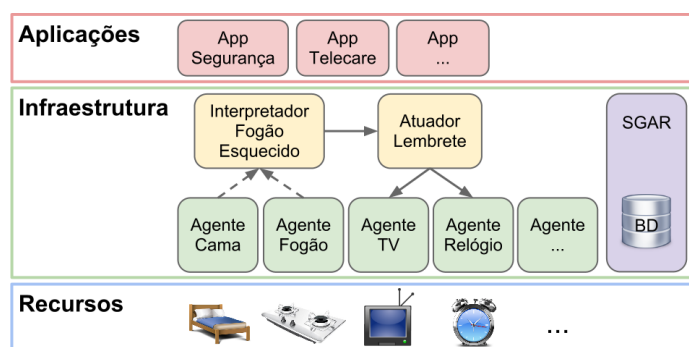 Aplicações
App
Segurança
App
Telecare
App
...
Infraestrutura
Interpretador
Fogão
Esquecido
Atuador
Lembrete
SGAR
BD
Agente
Cama
Agente
Fogão
Agente
TV
Agente
Relógio
Agente
...
Recursos
...